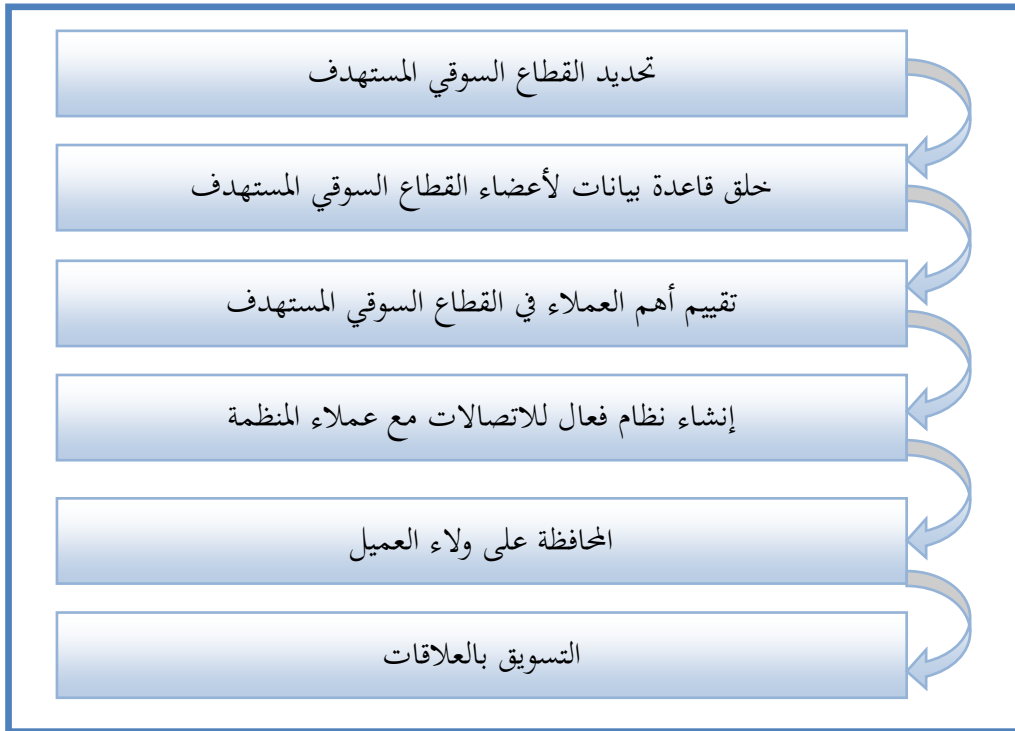 تحديد القطاع السوقي المستهدف
خلق قاعدة بيانات لأعضاء القطاع السوقي المستهدف
تقييم أهم العملاء في القطاع السوقي المستهدف
إنشاء نظام فعال للاتصالات مع عملاء المنظمة
المحافظة على ولاء العميل
التسويق بالعلاقات